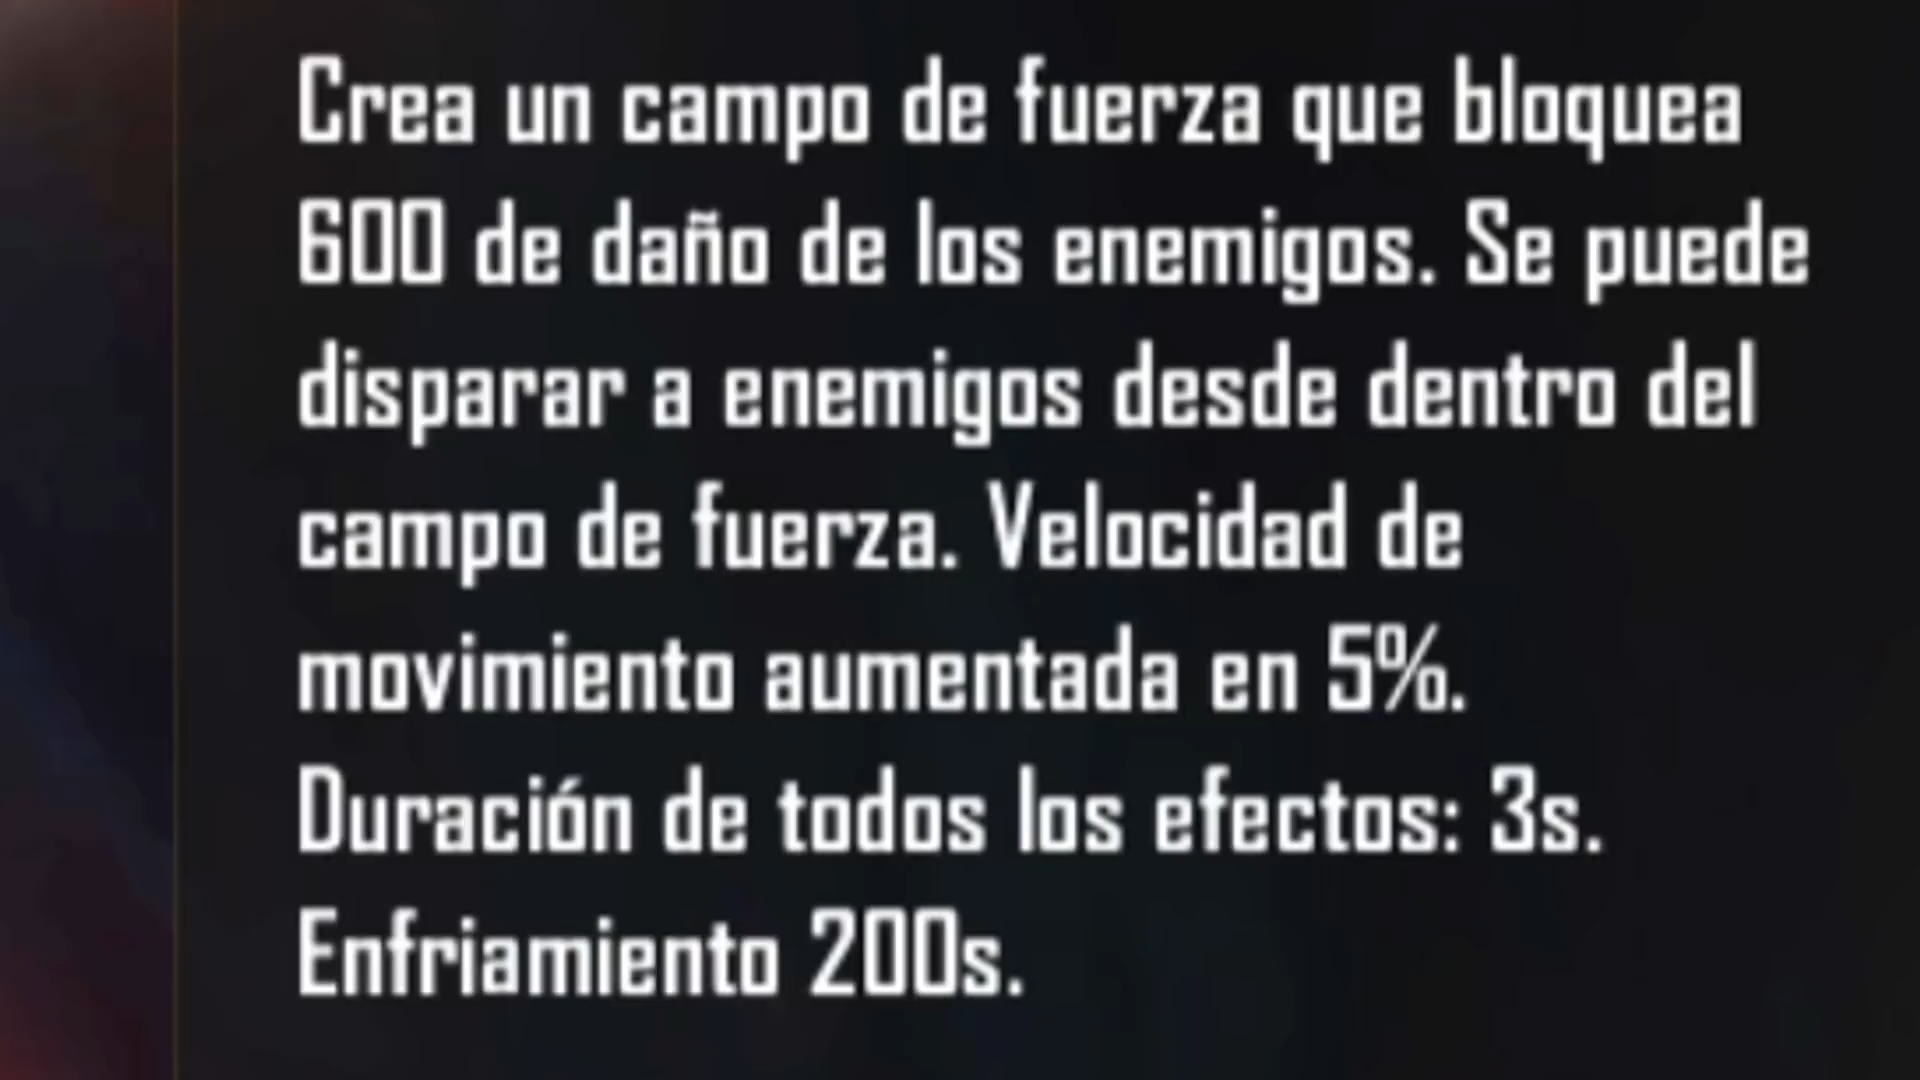 Crea un campo de fuerza que bloquea
600 de daño de los enemigos. Se puede
disparar a enemigos desde dentro del
campo de fuerza. Velocidad de
movimiento aumentada en 5%.
Duración de todos los efectos: 3s.
Enfriamiento 200s.